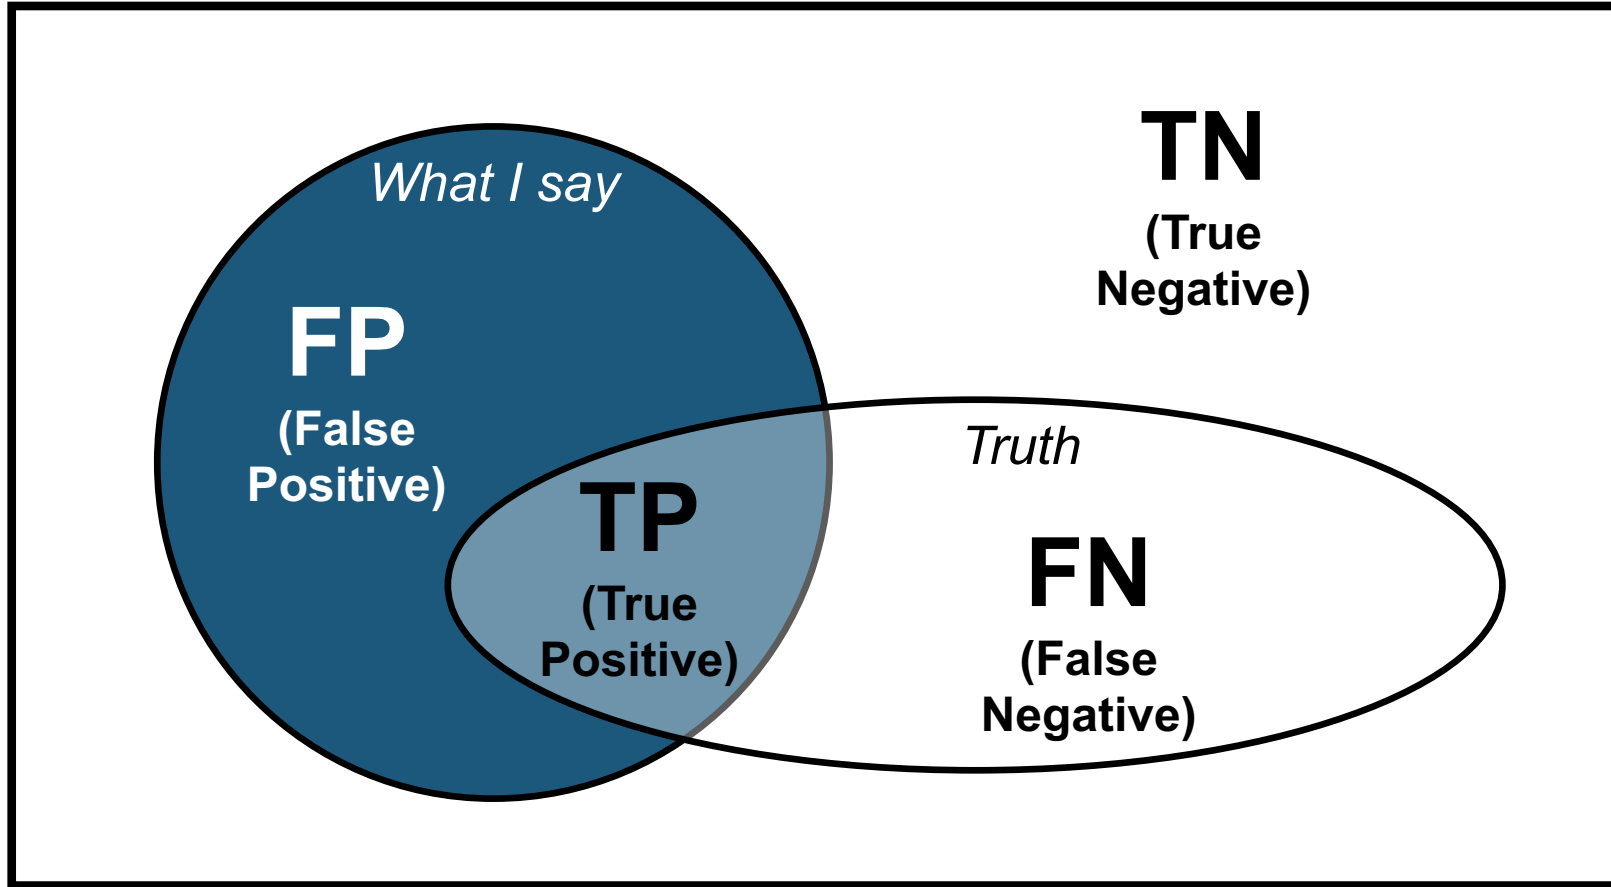 What I say
FP
(False
Positive)
TP
(True
Positive)
TN
(True
Negative)
Truth
FN
(False
Negative)